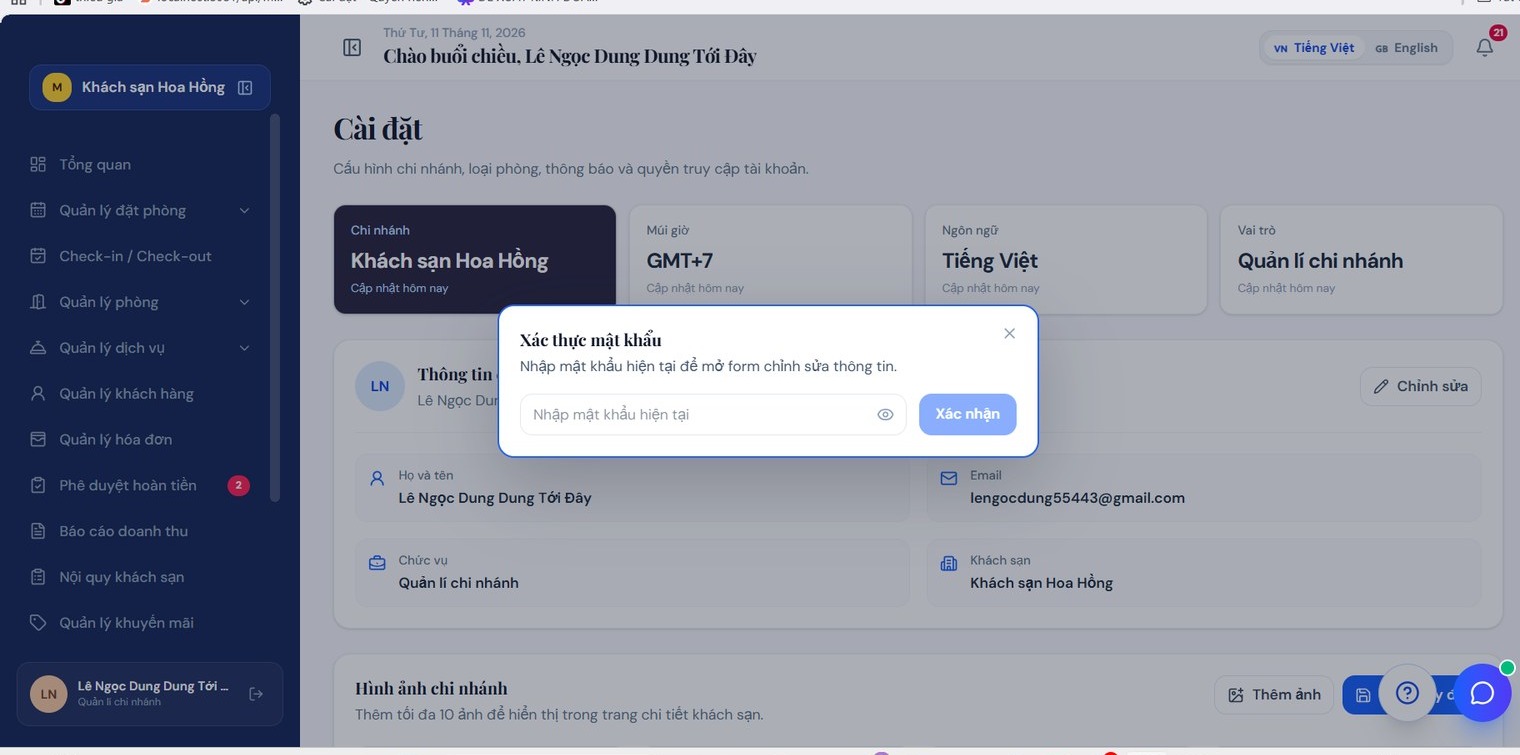 Thứ Tư, 11 Tháng 11, 2026
Chào buổi chiều, Lê Ngọc Dung Dung Tới Đây
VN Tiếng Việt
GB English
21
M
Khách sạn Hoa Hồng
Tổng quan
Quản lý đặt phòng
Check-in / Check-out
Quản lý phòng
Quản lý dịch vụ
Quản lý khách hàng
Quản lý hóa đơn
Phê duyệt hoàn tiền
2
Báo cáo doanh thu
Nội quy khách sạn
Quản lý khuyến mãi
LN
Lê Ngọc Dung Dung Tới ...
Quản lí chi nhánh
Cài đặt
Cấu hình chi nhánh, loại phòng, thông báo và quyền truy cập tài khoản.
Chi nhánh
Khách sạn Hoa Hồng
Cập nhật hôm nay
Múi giờ
GMT+7
Cập nhật hôm nay
Ngôn ngữ
Tiếng Việt
Cập nhật hôm nay
Vai trò
Quản lí chi nhánh
Cập nhật hôm nay
Xác thực mật khẩu
Nhập mật khẩu hiện tại để mở form chỉnh sửa thông tin.
Nhập mật khẩu hiện tại
Xác nhận
LN
Thông tin
Lê Ngọc
Chỉnh sửa
Họ và tên
Lê Ngọc Dung Dung Tới Đây
Email
lengocdung55443@gmail.com
Chức vụ
Quản lí chi nhánh
Khách sạn
Khách sạn Hoa Hồng
Hình ảnh chi nhánh
Thêm tối đa 10 ảnh để hiển thị trong trang chi tiết khách sạn.
Thêm ảnh